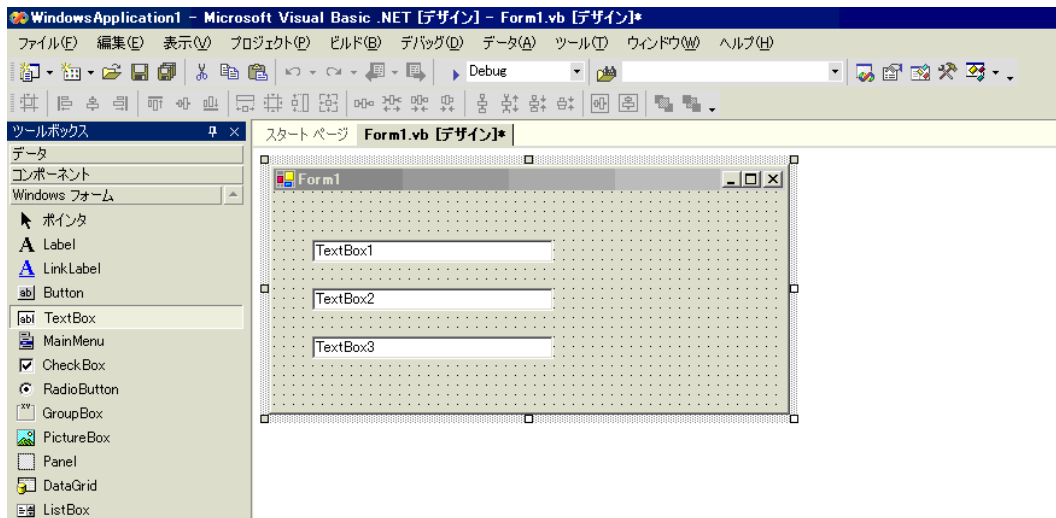 WindowsApplication1 - Microsoft Visual Basic .NET [デザイン] - Form1.vb [デザイン]*
ファイル(F) 編集(E) 表示(V) プロジェクト(P) ビルド(B) デバッグ(D) データ(A) ツール(T) ウィンドウ(W) ヘルプ(H)
Debug
ツールボックス
スタート ページ Form1.vb [デザイン]*
データ
コンポーネント
Windows フォーム
ポインタ
A Label
A LinkLabel
ab Button
abl TextBox
MainMenu
CheckBox
RadioButton
XY GroupBox
PictureBox
Panel
DataGrid
ListBox
Form1
TextBox1
TextBox2
TextBox3